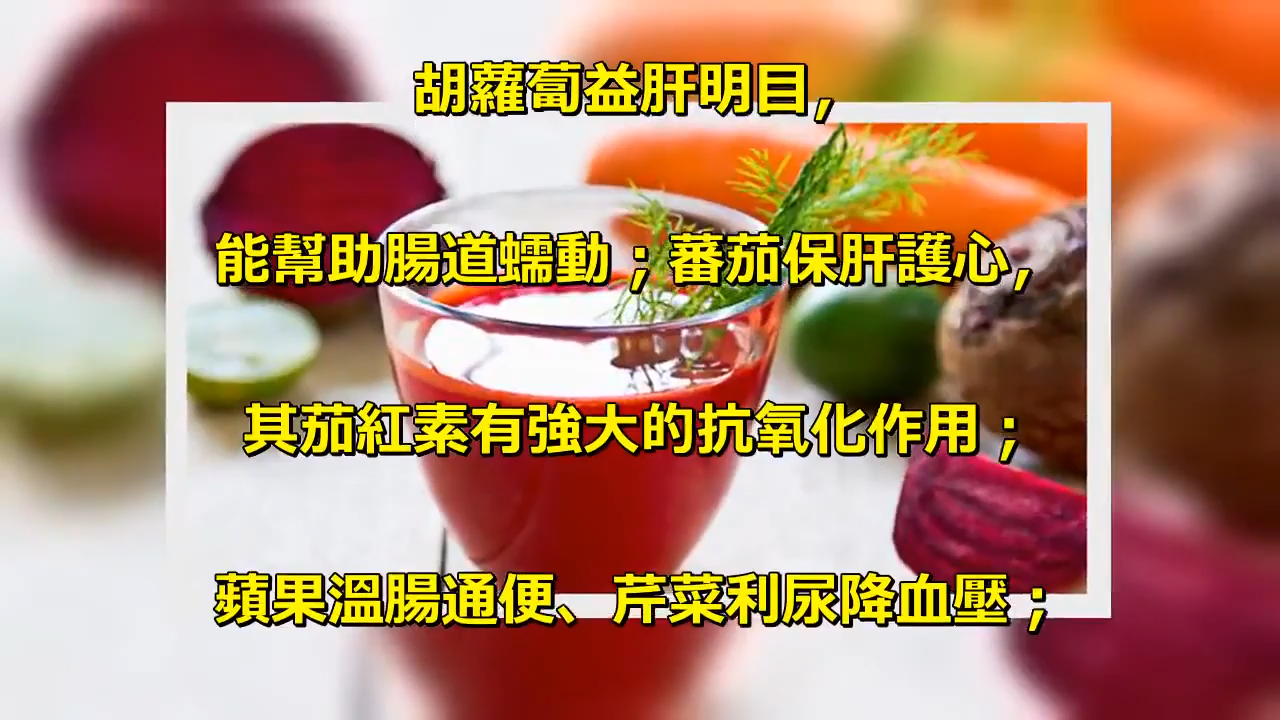 胡蘿蔔益肝明目，
能幫助腸道蠕動；蕃茄保肝護心，
其茄紅素有強大的抗氧化作用；
蘋果溫腸通便、芹菜利尿降血壓；